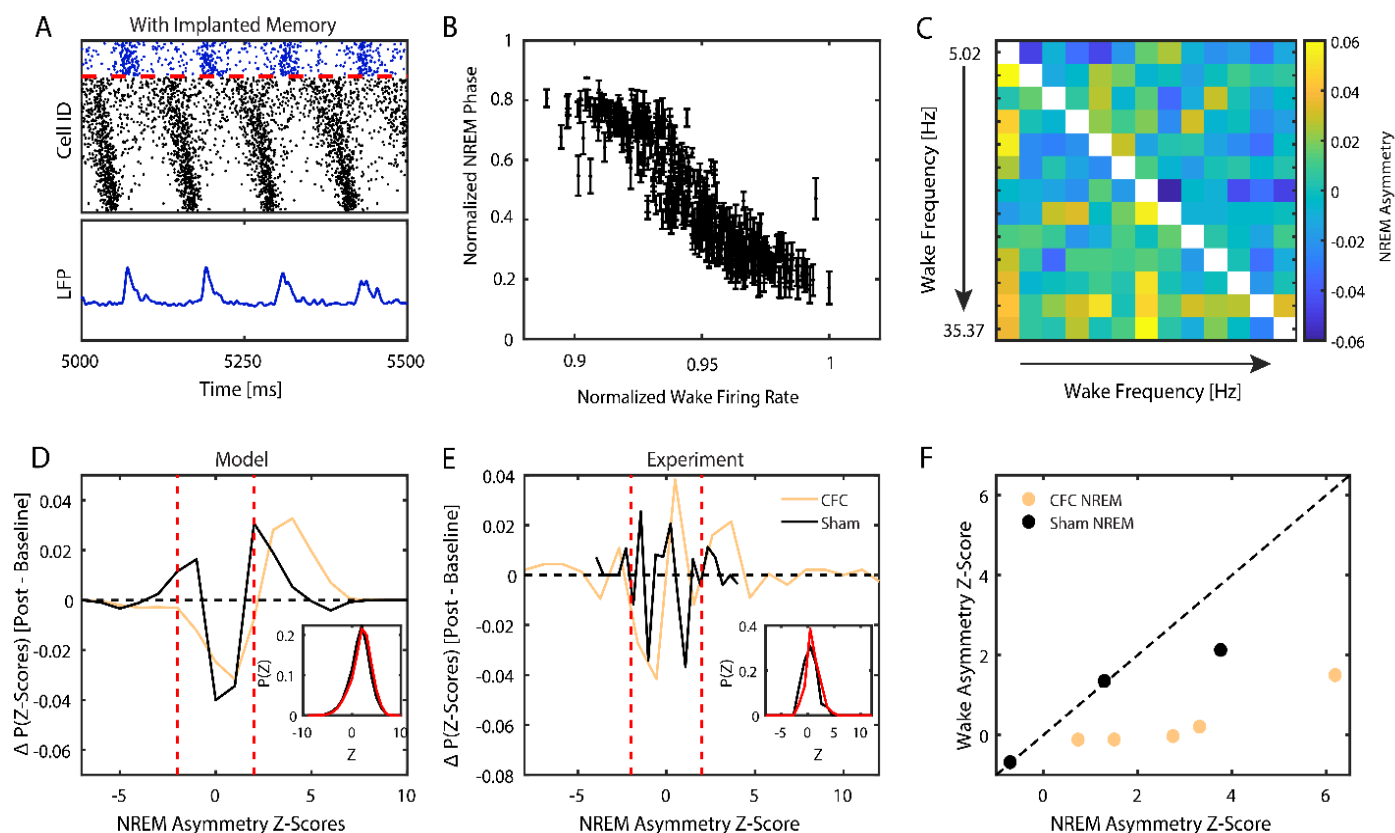 A
With Implanted Memory
Cell ID
LFP
5000
5250
5500
Time [ms]
B
1
0.8
0.6
0.4
0.2
0
Normalized NREM Phase
0.9
0.95
1
Normalized Wake Firing Rate
C
5.02
35.37
Wake Frequency [Hz]
Wake Frequency [Hz]
0.06
0.04
0.02
0
-0.02
-0.04
-0.06
NREM Asymmetry
D
Model
0.04
0.02
0
-0.02
-0.04
-0.06
Δ P(Z-Scores) [Post - Baseline]
-5
0
5
10
NREM Asymmetry Z-Scores
0.2
0.1
0
P(Z)
-10
0
10
Z
E
Experiment
CFC
Sham
0.04
0.02
0
-0.02
-0.04
-0.06
-0.08
Δ P(Z-Scores) [Post - Baseline]
-5
0
5
10
NREM Asymmetry Z-Score
0.4
0.2
0
P(Z)
-5
0
5
Z
F
CFC NREM
Sham NREM
6
4
2
0
Wake Asymmetry Z-Score
0
2
4
6
NREM Asymmetry Z-Score